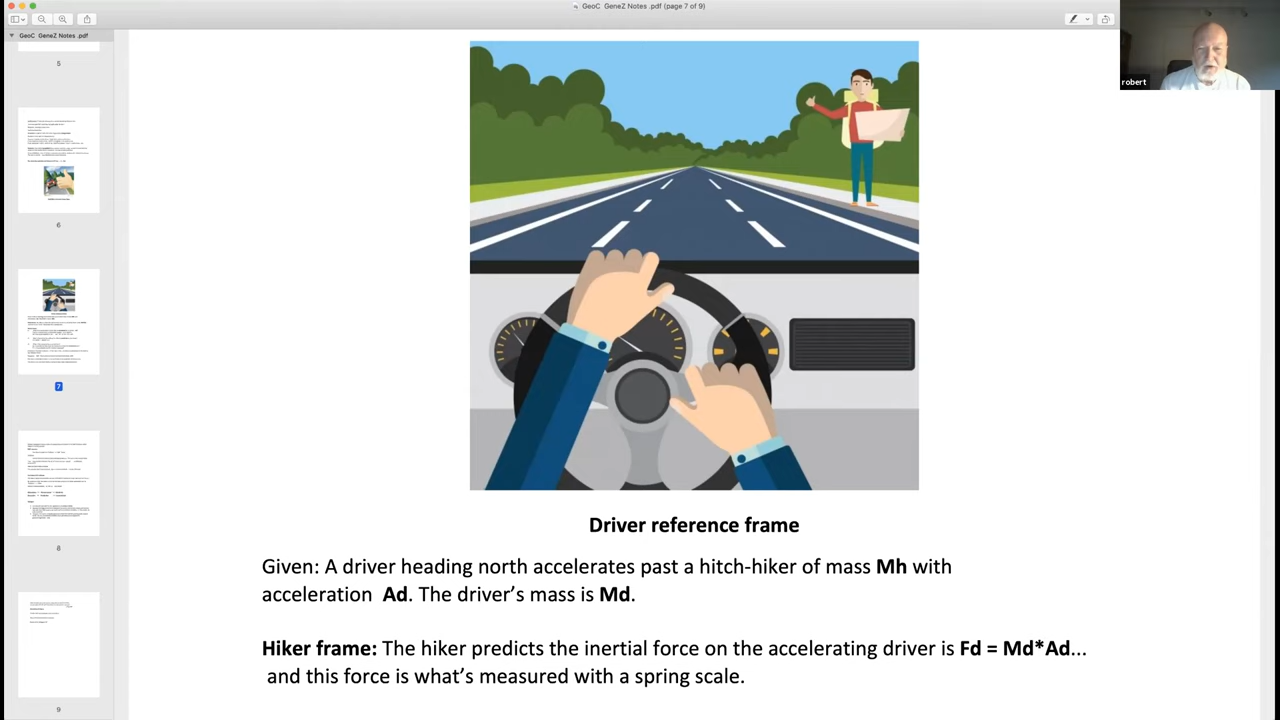 GeoC GeneZ Notes .pdf (page 7 of 9)
GeoC GeneZ Notes .pdf
robert
5
6
7
8
9
Driver reference frame
Given: A driver heading north accelerates past a hitch-hiker of mass Mh with
acceleration Ad. The driver's mass is Md.
Hiker frame: The hiker predicts the inertial force on the accelerating driver is Fd = Md*Ad...
and this force is what's measured with a spring scale.